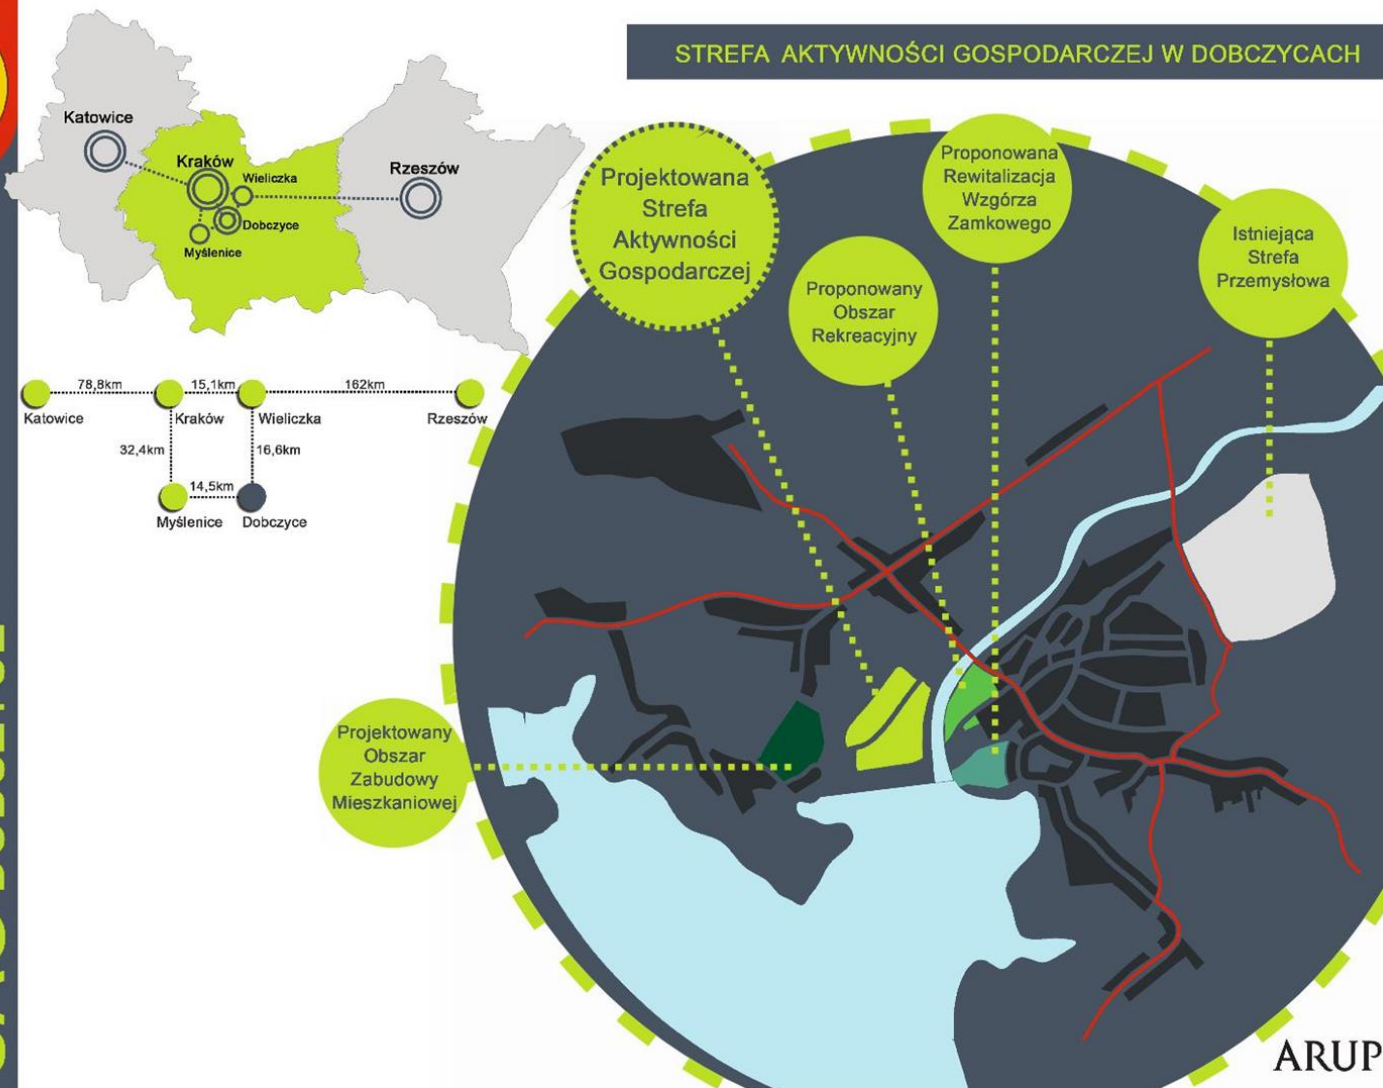 STREFA AKTYWNOŚCI GOSPODARCZEJ W DOBCZYCACH
Katowice
Kraków
Wieliczka
Rzeszów
Dobczyce
Myślenice
78,8km
15,1km
162km
Katowice
Kraków
Wieliczka
Rzeszów
32,4km
16,6km
14,5km
Myślenice
Dobczyce
Projektowana
Strefa
Aktywności
Gospodarczej
Proponowany
Obszar
Rekreacyjny
Proponowana
Rewitalizacja
Wzgórza
Zamkowego
Istniejąca
Strefa
Przemysłowa
Projektowany
Obszar
Zabudowy
Mieszkaniowej
ARUP